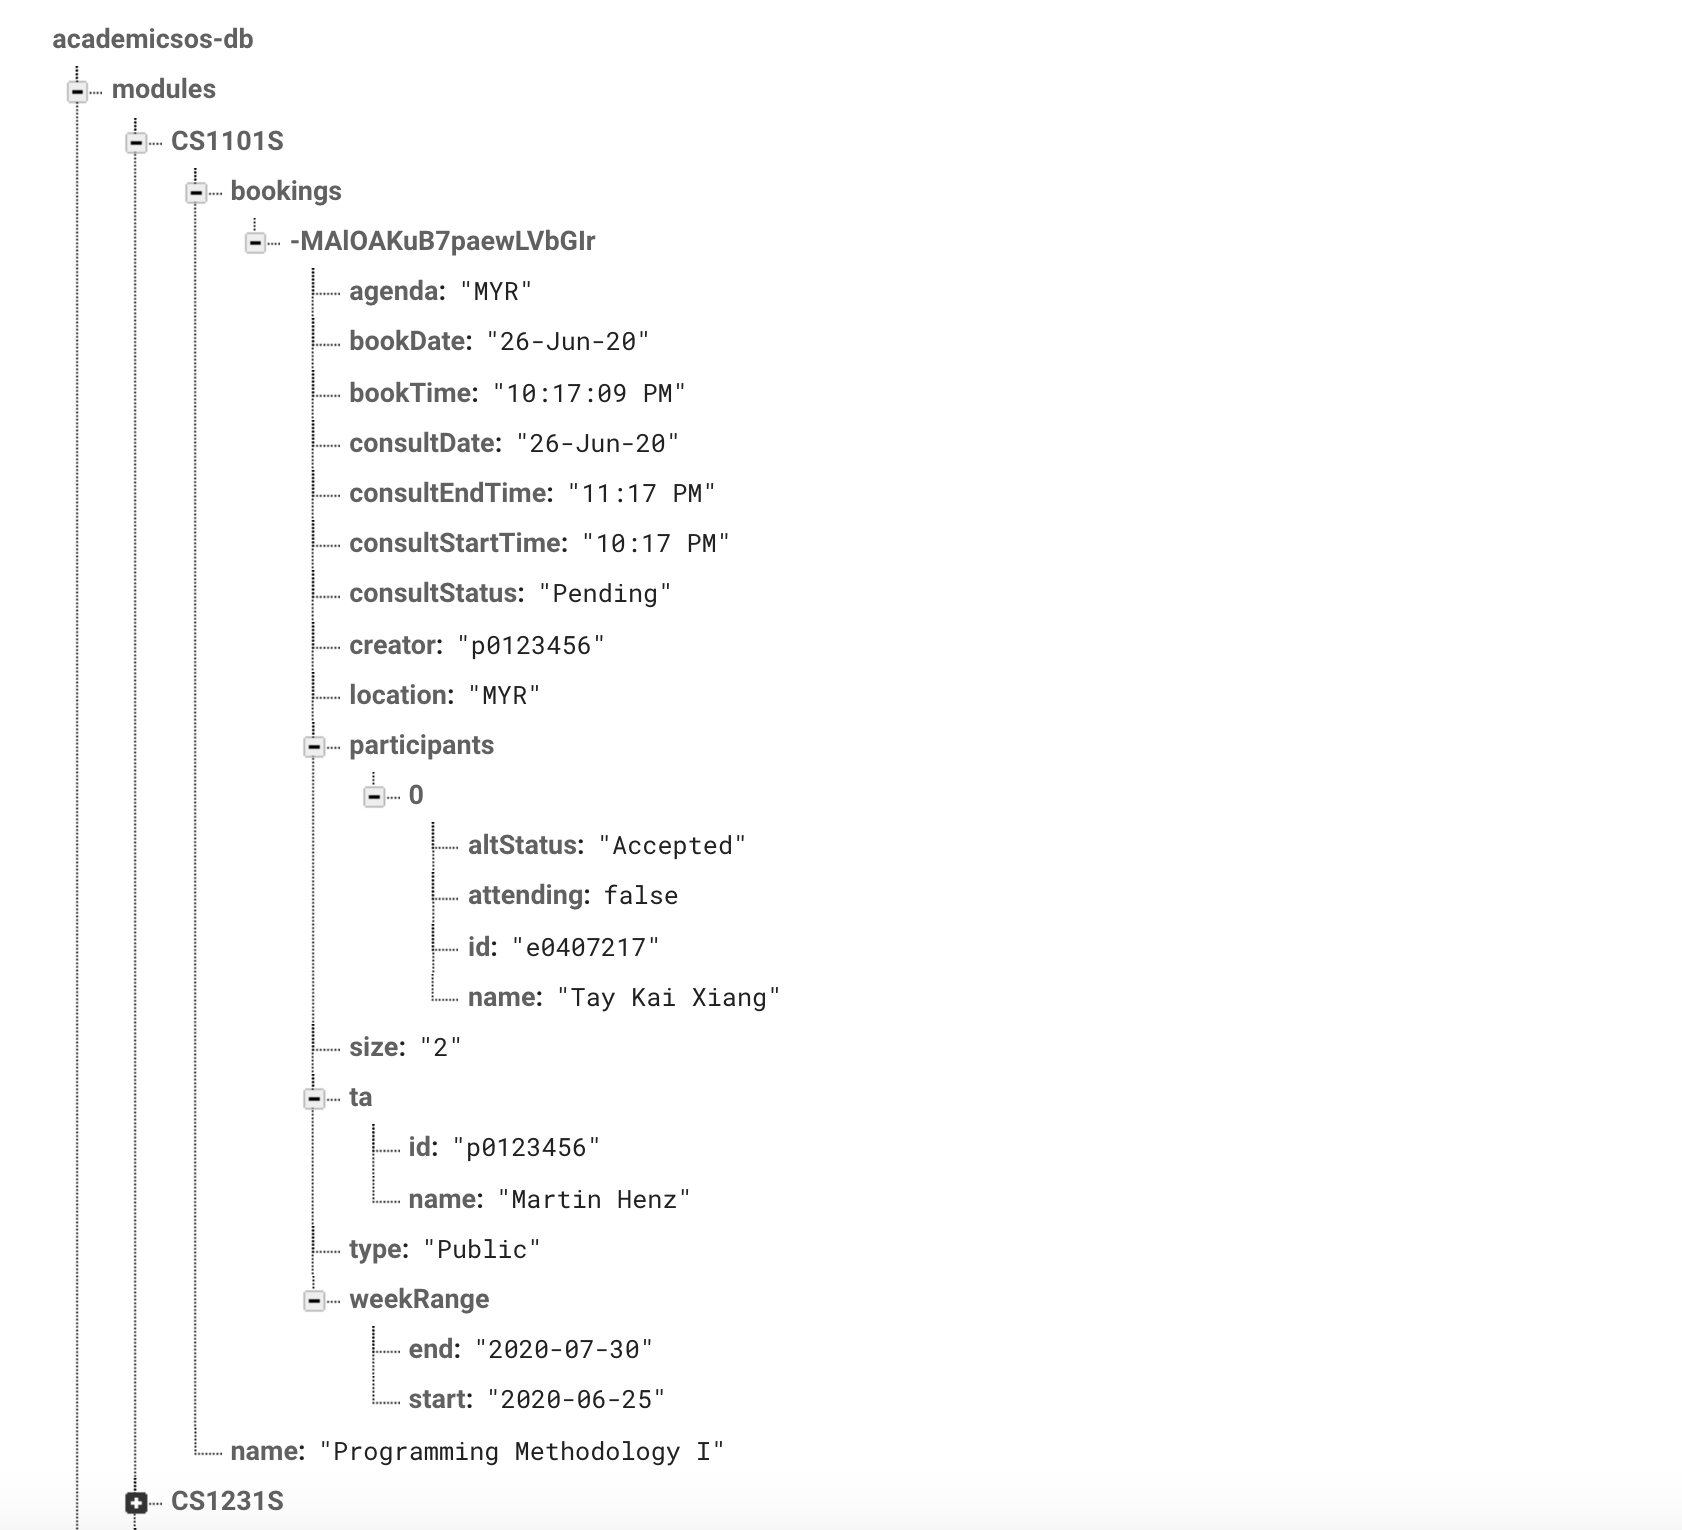 academicsos-db
modules
CS1101S
bookings
-MAlOAKuB7paewLVbGIr
agenda: "MYR"
bookDate: "26-Jun-20"
bookTime: "10:17:09 PM"
consultDate: "26-Jun-20"
consultEndTime: "11:17 PM"
consultStartTime: "10:17 PM"
consultStatus: "Pending"
creator: "p0123456"
location: "MYR"
participants
0
altStatus: "Accepted"
attending: false
id: "e0407217"
name: "Tay Kai Xiang"
size: "2"
ta
id: "p0123456"
name: "Martin Henz"
type: "Public"
weekRange
end: "2020-07-30"
start: "2020-06-25"
name: "Programming Methodology I"
CS1231S